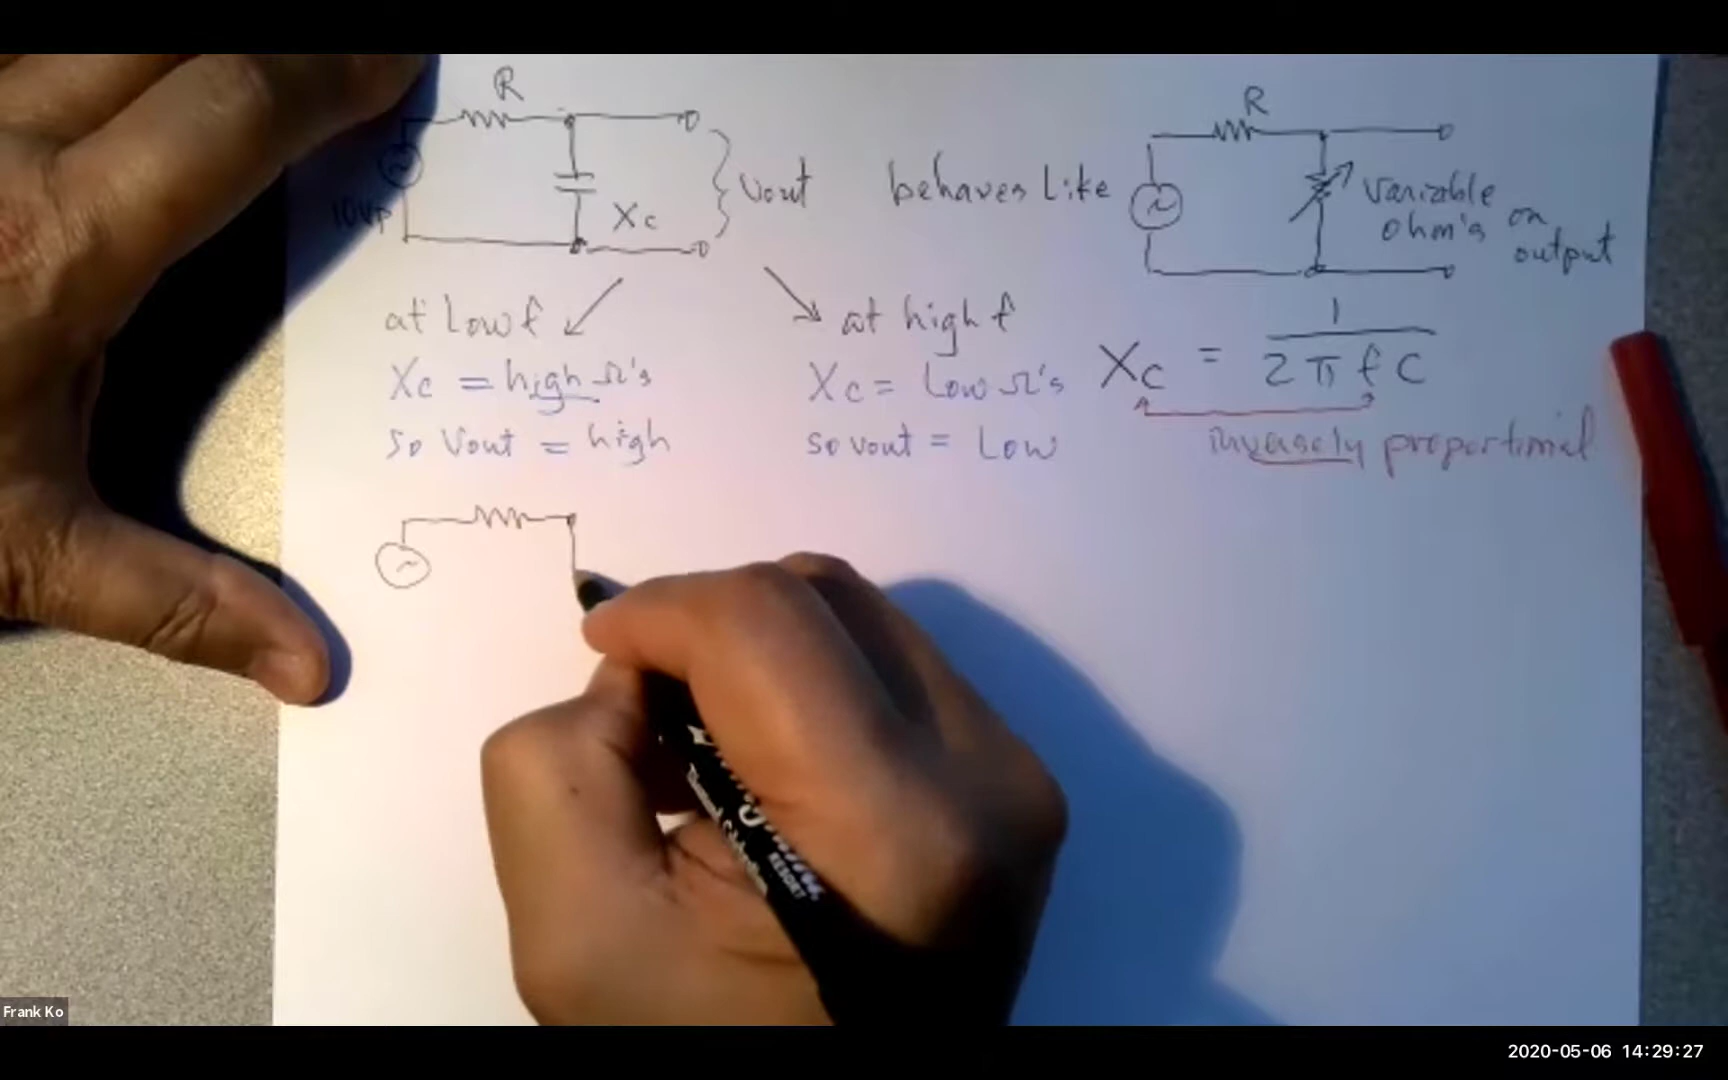 R
10Vp
Xc
Vout
behaves like
R
variable
ohm's on
output
at Low f
Xc = high Ω's
so Vout = high
at high f
Xc = Low Ω's
so vout = Low
Xc = 1
2πfC
inversely proportional
RESORT
Frank Ko
2020-05-06 14:29:27